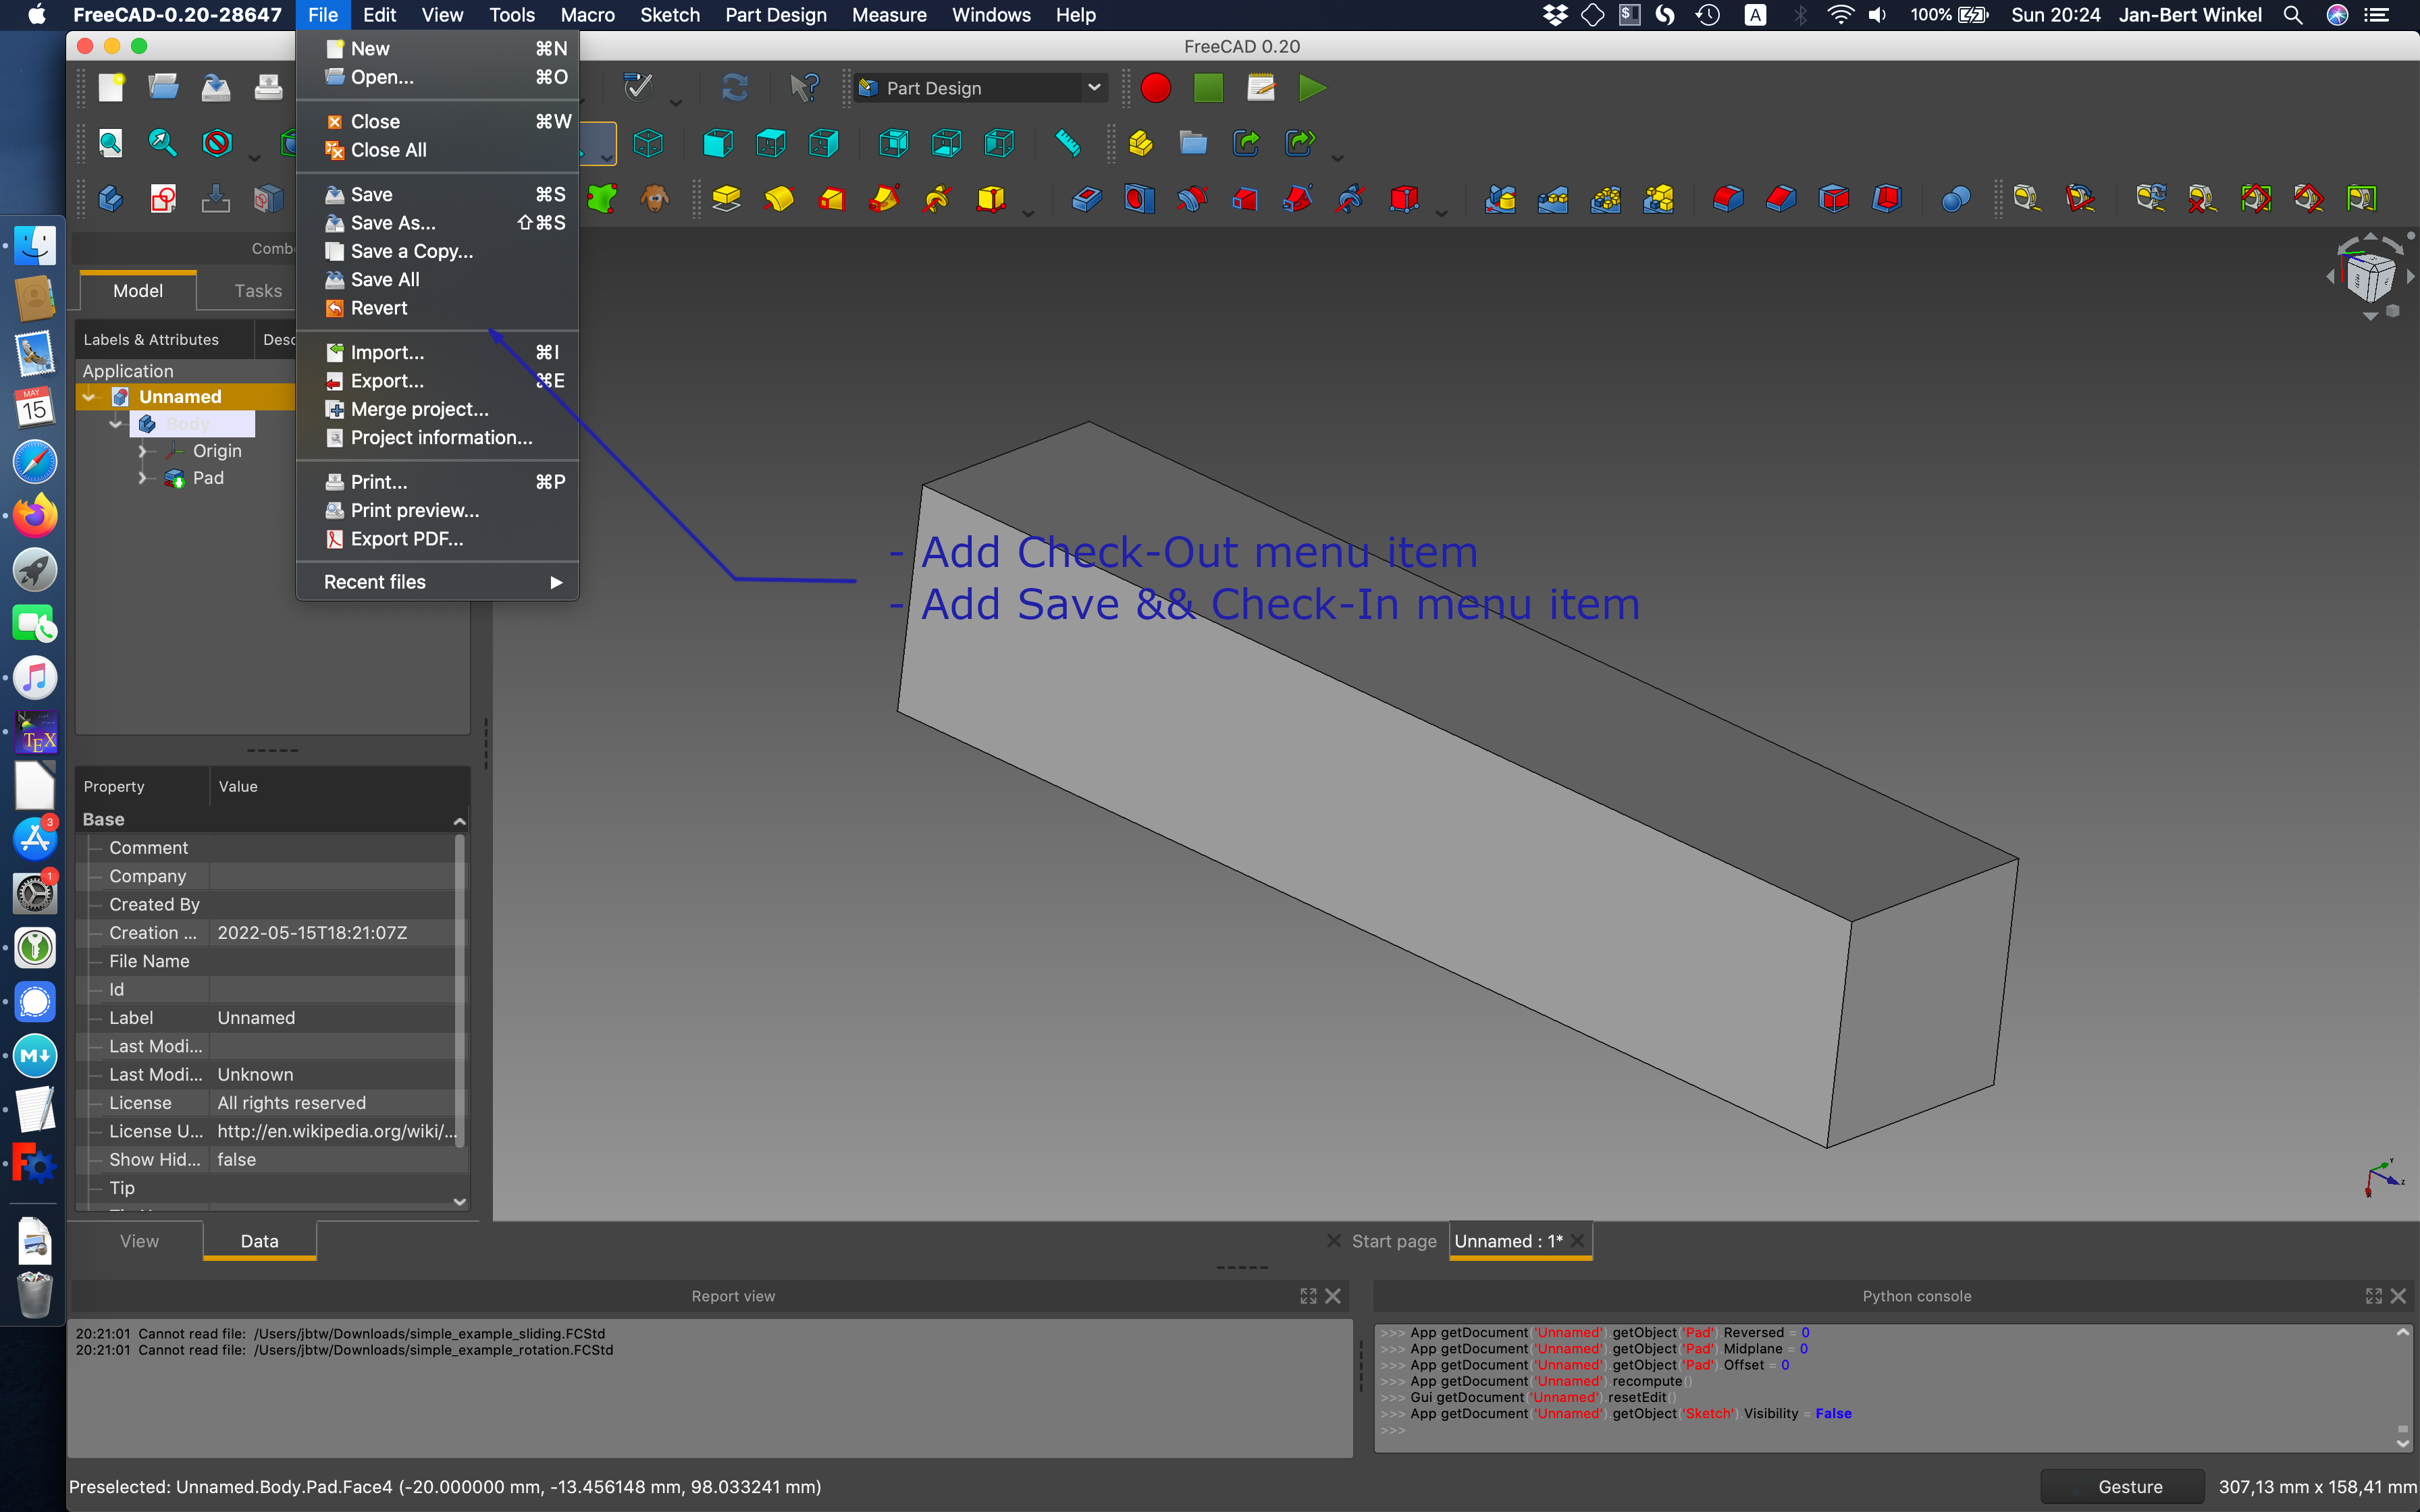 FreeCAD-0.20-28647 File Edit View Tools Macro Sketch Part Design Measure Windows Help
A 100% Sun 20:24 Jan-Bert Winkel
FreeCAD 0.20
New ⌘N
Open... ⌘O
Close ⌘W
Close All
Save ⌘S
Save As... ⇧⌘S
Save a Copy...
Save All
Revert
Import... ⌘I
Export... ⌘E
Merge project...
Project information...
Print... ⌘P
Print preview...
Export PDF...
Recent files ▶
Part Design
Model Tasks
Labels & Attributes
Application
Unnamed
Body
Origin
Pad
- Add Check-Out menu item
- Add Save && Check-In menu item
MAY
15
TEX
3
1
M↓
Property Value
Base
Comment
Company
Created By
Creation ... 2022-05-15T18:21:07Z
File Name
Id
Label Unnamed
Last Modi...
Last Modi... Unknown
License All rights reserved
License U... http://en.wikipedia.org/wiki/...
Show Hid... false
Tip
View Data
Start page Unnamed : 1*
Report view
20:21:01 Cannot read file: /Users/jbtw/Downloads/simple_example_sliding.FCStd
20:21:01 Cannot read file: /Users/jbtw/Downloads/simple_example_rotation.FCStd
Python console
>>> App getDocument('Unnamed') getObject('Pad') Reversed = 0
>>> App getDocument('Unnamed') getObject('Pad') Midplane = 0
>>> App getDocument('Unnamed') getObject('Pad') Offset = 0
>>> App getDocument('Unnamed') recompute()
>>> Gui getDocument('Unnamed') resetEdit()
>>> App getDocument('Unnamed') getObject('Sketch') Visibility = False
>>>
Preselected: Unnamed.Body.Pad.Face4 (-20.000000 mm, -13.456148 mm, 98.033241 mm)
Gesture 307,13 mm x 158,41 mm